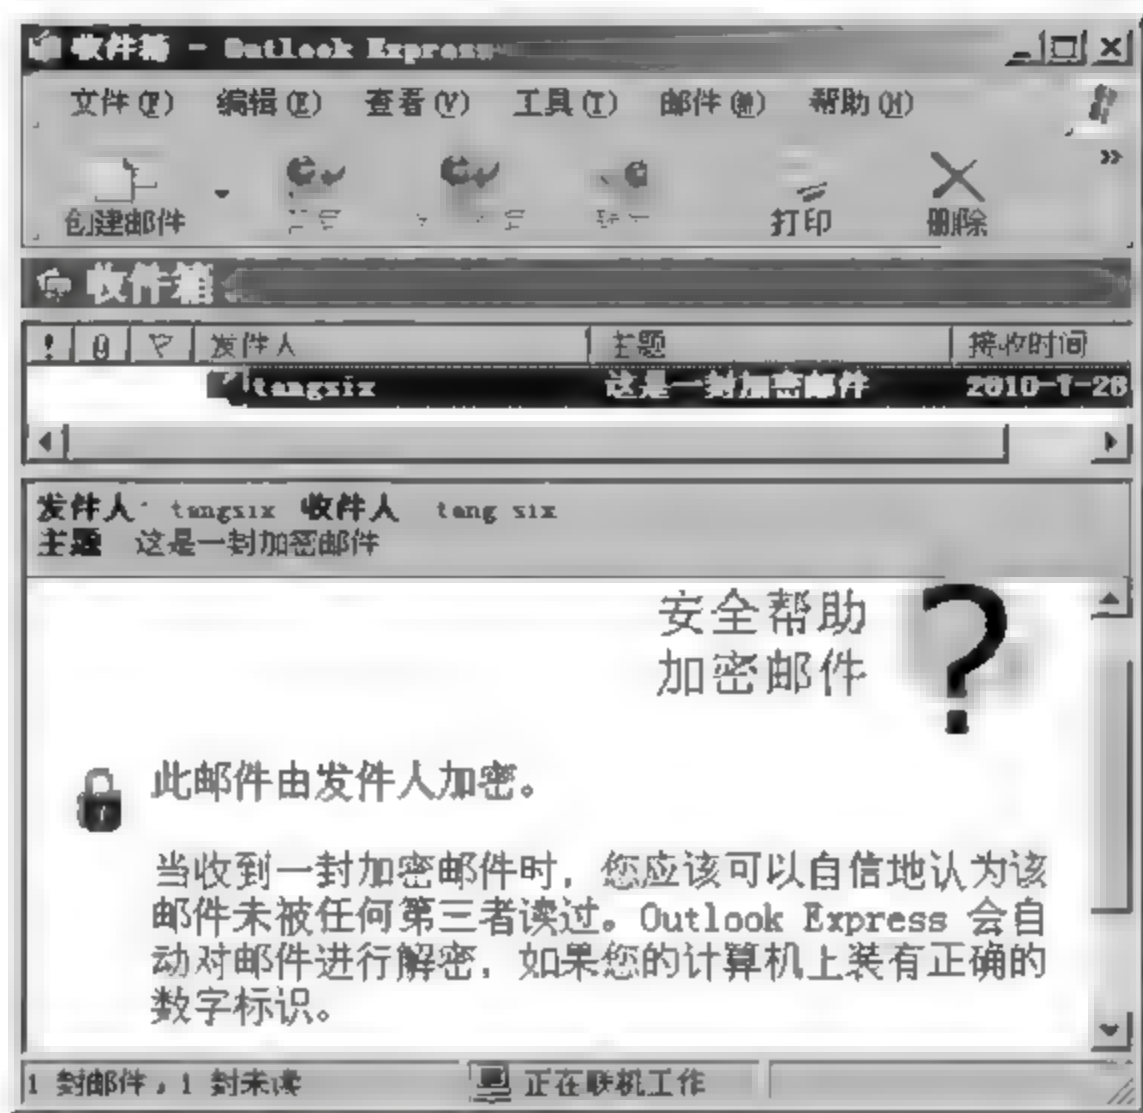 收件箱 - Outlook Express
文件(F) 编辑(E) 查看(V) 工具(T) 邮件(M) 帮助(H)
创建邮件 打印 删除
收件箱
! 发件人 主题 接收时间
tangsix 这是一封加密邮件 2010-7-26
发件人 tangsix 收件人 tang six
主题 这是一封加密邮件
安全帮助
加密邮件
此邮件由发件人加密。
当收到一封加密邮件时，您应该可以自信地认为该
邮件未被任何第三者读过。Outlook Express 会自
动对邮件进行解密，如果您的计算机上装有正确的
数字标识。
1 封邮件，1 封未读 正在联机工作